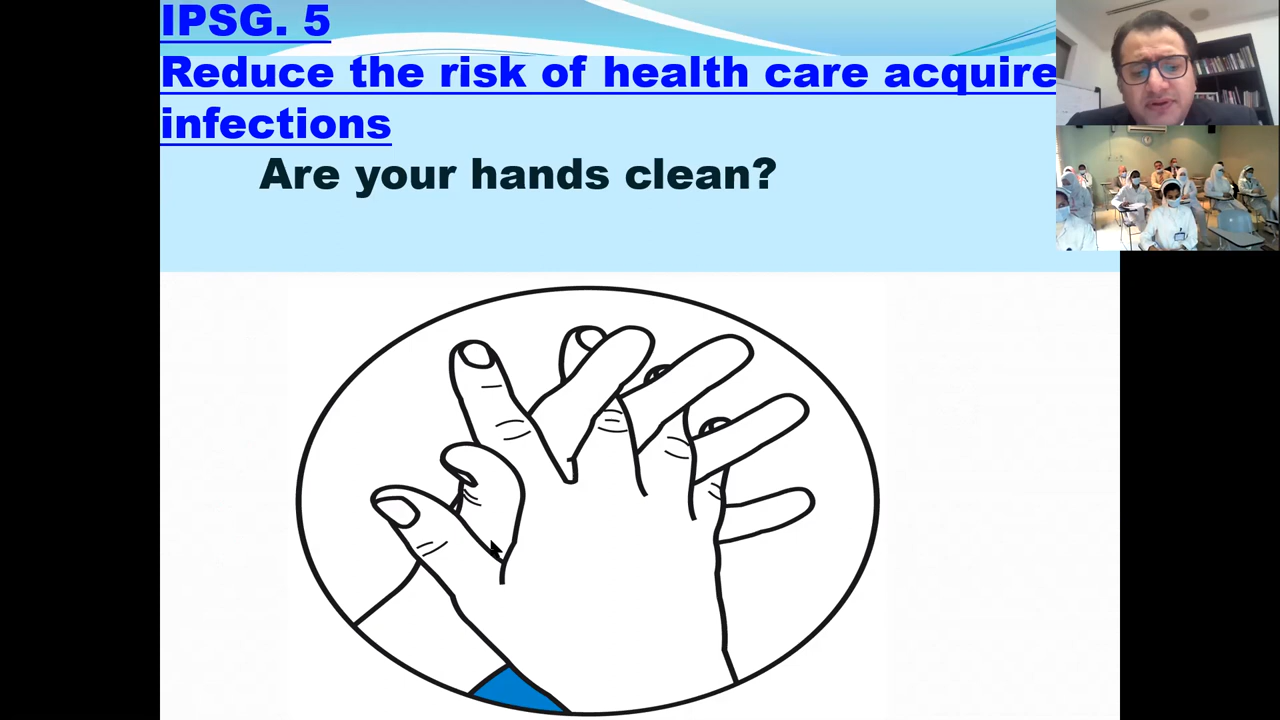 IPSG. 5
Reduce the risk of health care acquire
infections
Are your hands clean?